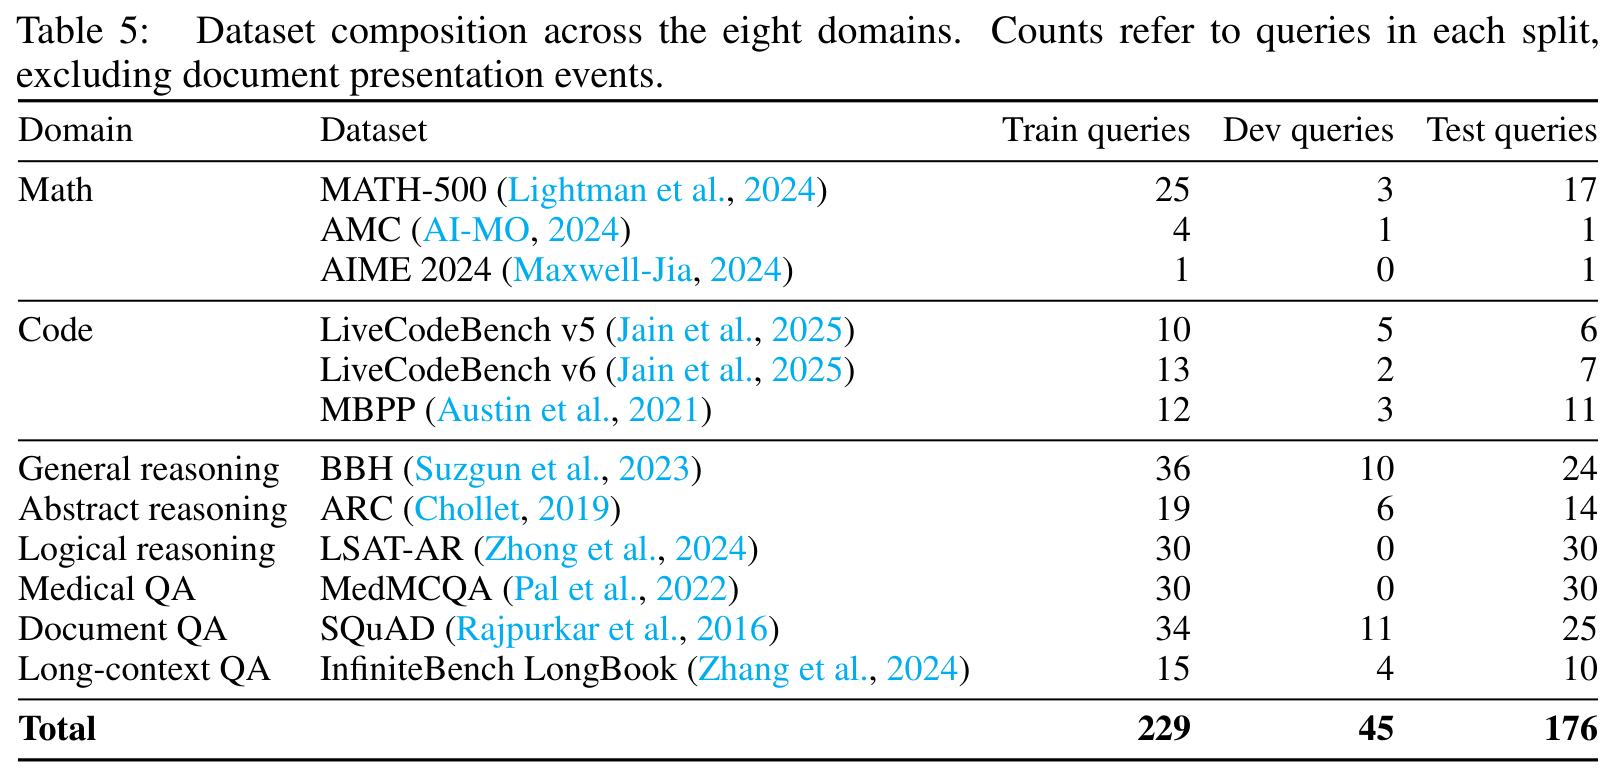 Table 5: Dataset composition across the eight domains. Counts refer to queries in each split,
excluding document presentation events.
Domain Dataset Train queries Dev queries Test queries
Math MATH-500 (Lightman et al., 2024) 25 3 17
AMC (AI-MO, 2024) 4 1 1
AIME 2024 (Maxwell-Jia, 2024) 1 0 1
Code LiveCodeBench v5 (Jain et al., 2025) 10 5 6
LiveCodeBench v6 (Jain et al., 2025) 13 2 7
MBPP (Austin et al., 2021) 12 3 11
General reasoning BBH (Suzgun et al., 2023) 36 10 24
Abstract reasoning ARC (Chollet, 2019) 19 6 14
Logical reasoning LSAT-AR (Zhong et al., 2024) 30 0 30
Medical QA MedMCQA (Pal et al., 2022) 30 0 30
Document QA SQuAD (Rajpurkar et al., 2016) 34 11 25
Long-context QA InfiniteBench LongBook (Zhang et al., 2024) 15 4 10
Total 229 45 176